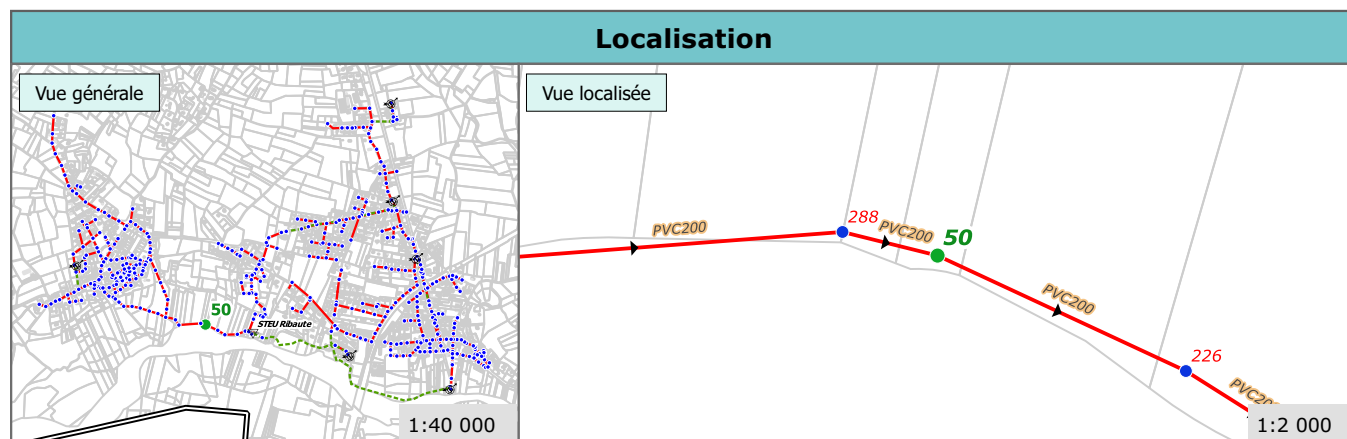 Localisation
Vue générale
50
STEU Ribaute
1:40 000
Vue localisée
PVC200
288
PVC200
50
PVC200
226
PVC200
1:2 000